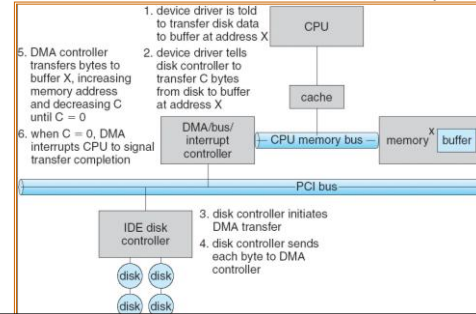 1. device driver is told
to transfer disk data
to buffer at address X
2. device driver tells
disk controller to
transfer C bytes
from disk to buffer
at address X
CPU
5. DMA controller
transfers bytes to
buffer X, increasing
memory address
and decreasing C
until C = 0
6. when C = 0, DMA
interrupts CPU to signal
transfer completion
cache
DMA/bus/
interrupt
controller
CPU memory bus
memory
X
buffer
PCI bus
IDE disk
controller
3. disk controller initiates
DMA transfer
4. disk controller sends
each byte to DMA
controller
disk disk
disk disk